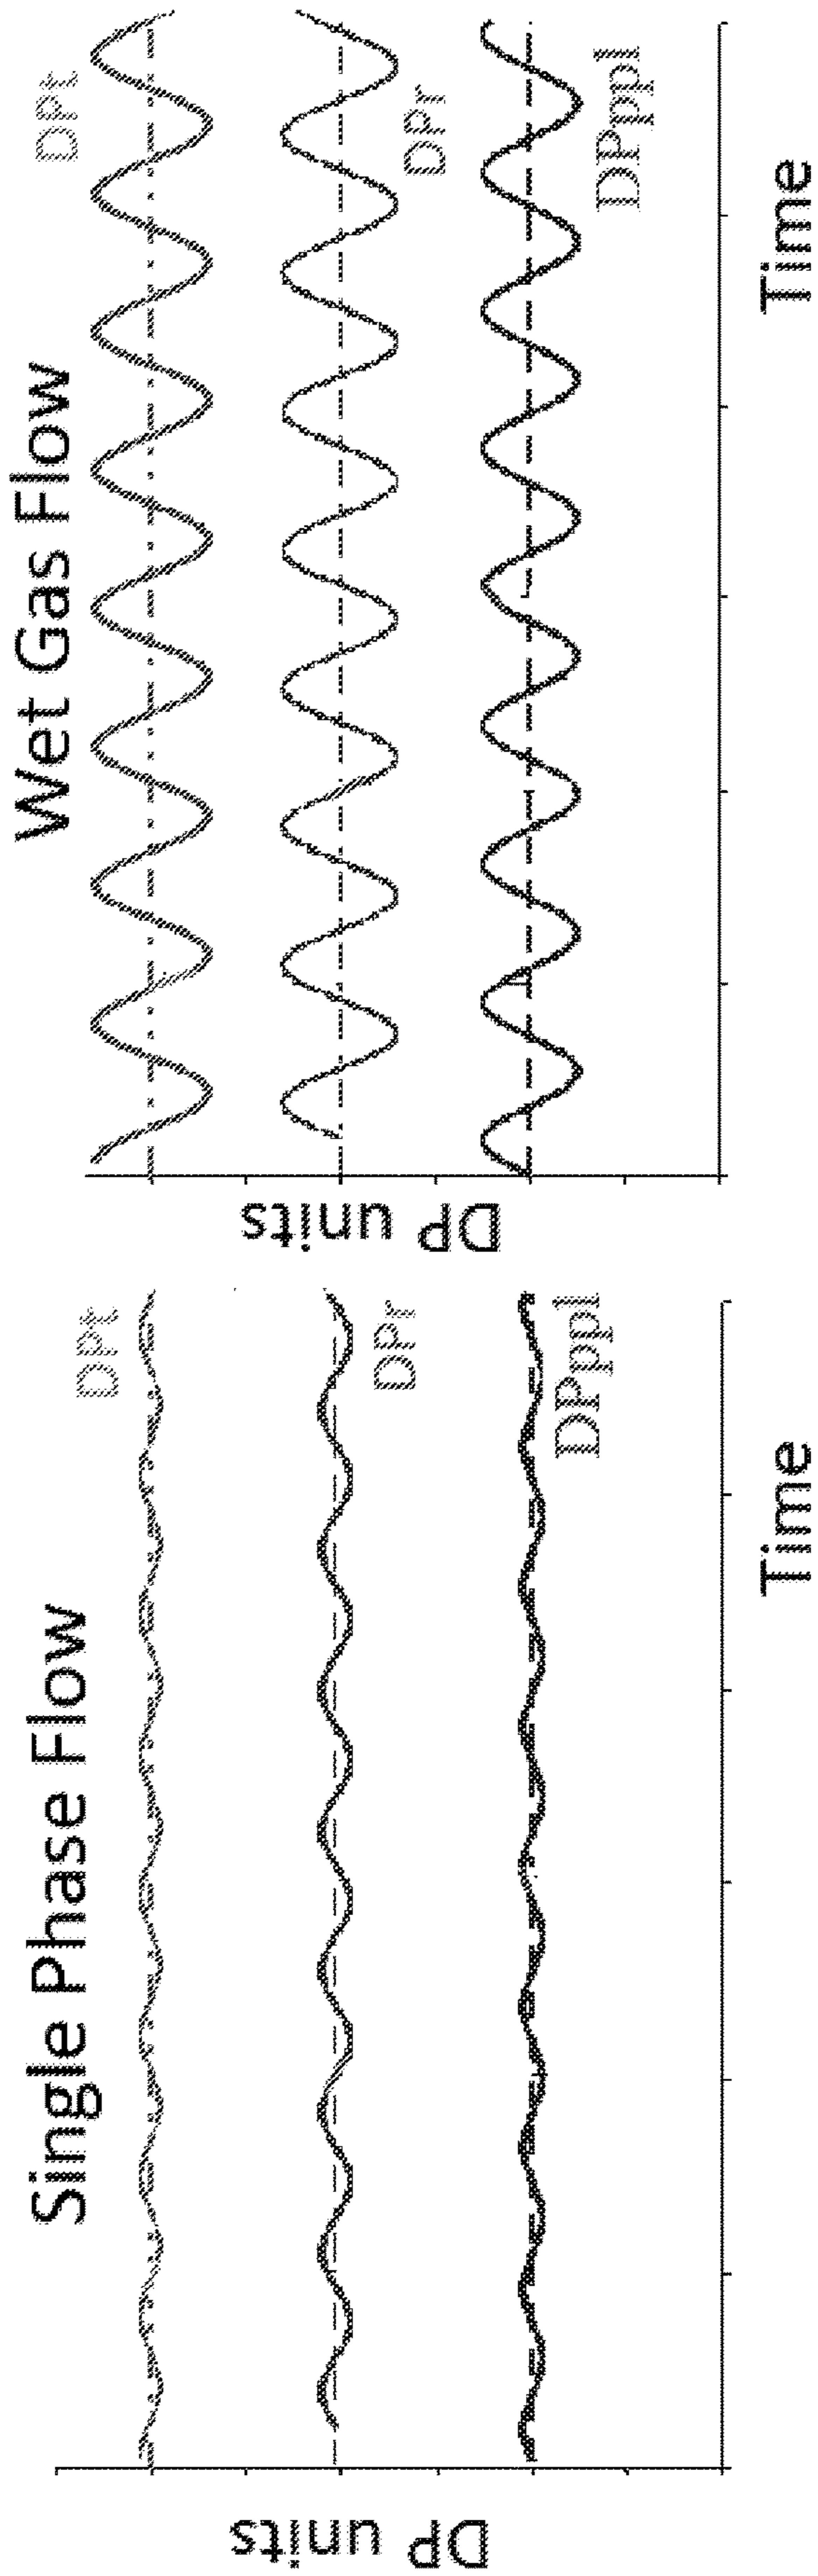 Single Phase Flow
DPt
DPr
DPppl
DP units
Time
Wet Gas Flow
DPt
DPr
DPppl
DP units
Time